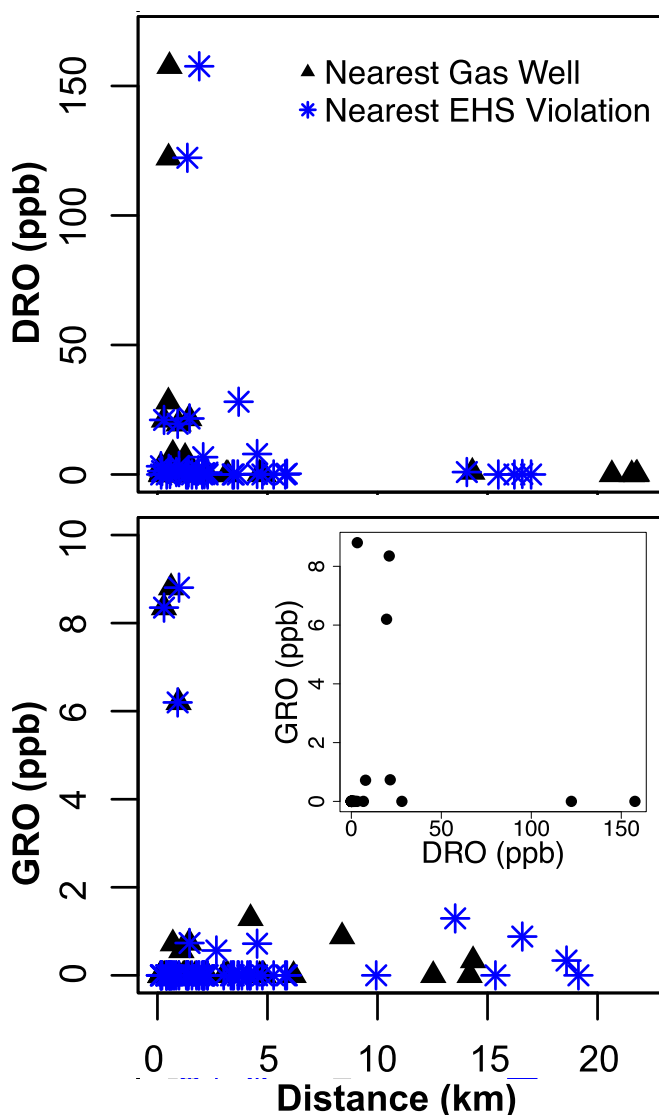 DRO (ppb)
150
100
50
0
Nearest Gas Well
Nearest EHS Violation
GRO (ppb)
10
8
6
4
2
0
GRO (ppb)
8
6
4
2
0
0 50 100 150
DRO (ppb)
0 5 10 15 20
Distance (km)